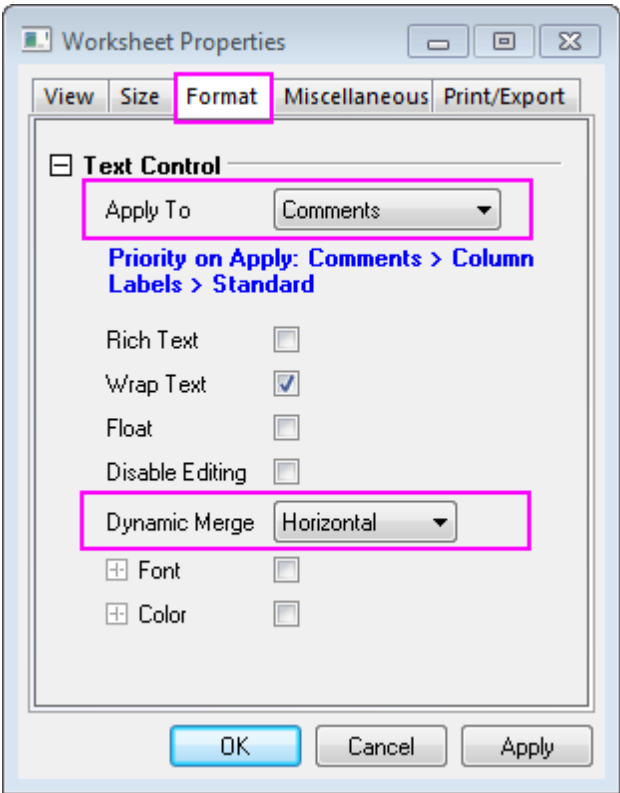 Worksheet Properties
View Size Format Miscellaneous Print/Export
Text Control
Apply To Comments
Priority on Apply: Comments > Column
Labels > Standard
Rich Text
Wrap Text
Float
Disable Editing
Dynamic Merge Horizontal
Font
Color
OK Cancel Apply